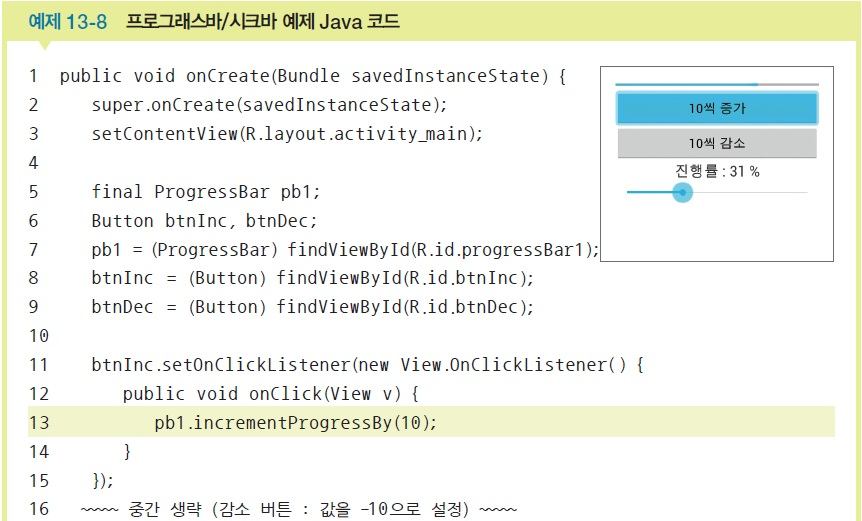 예제 13-8 프로그래스바/시크바 예제 Java 코드
1 public void onCreate(Bundle savedInstanceState) {
2 super.onCreate(savedInstanceState);
3 setContentView(R.layout.activity_main);
4
5 final ProgressBar pb1;
6 Button btnInc, btnDec;
7 pb1 = (ProgressBar) findViewById(R.id.progressBar1);
8 btnInc = (Button) findViewById(R.id.btnInc);
9 btnDec = (Button) findViewById(R.id.btnDec);
10
11 btnInc.setOnClickListener(new View.OnClickListener() {
12 public void onClick(View v) {
13 pb1.incrementProgressBy(10);
14 }
15 });
16 ~~~~ 중간 생략 (감소 버튼 : 값을 -10으로 설정) ~~~~
10씩 증가
10씩 감소
진행률 : 31 %